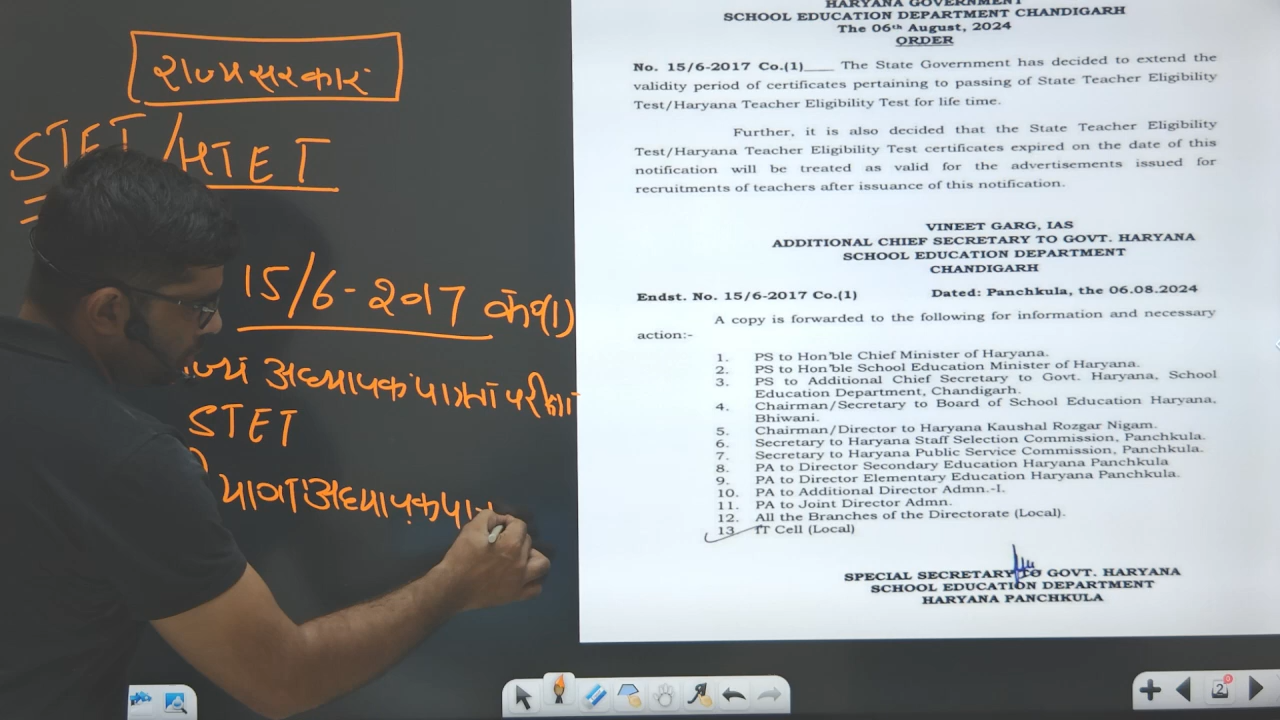 राज्य सरकार
STET/HTET
15/6-2017
अध्यापक पात्रता परीक्षा
STET
अध्यापक पात्र
HARYANA GOVERNMENT
SCHOOL EDUCATION DEPARTMENT CHANDIGARH
The 06th August, 2024
ORDER
No. 15/6-2017 Co.(1)____ The State Government has decided to extend the
validity period of certificates pertaining to passing of State Teacher Eligibility
Test/Haryana Teacher Eligibility Test for life time.
Further, it is also decided that the State Teacher Eligibility
Test/Haryana Teacher Eligibility Test certificates expired on the date of this
notification will be treated as valid for the advertisements issued for
recruitments of teachers after issuance of this notification.
VINEET GARG, IAS
ADDITIONAL CHIEF SECRETARY TO GOVT. HARYANA
SCHOOL EDUCATION DEPARTMENT
CHANDIGARH
Endst. No. 15/6-2017 Co.(1) Dated: Panchkula, the 06.08.2024
A copy is forwarded to the following for information and necessary
action:-
1. PS to Hon'ble Chief Minister of Haryana.
2. PS to Hon'ble School Education Minister of Haryana.
3. PS to Additional Chief Secretary to Govt. Haryana, School
Education Department, Chandigarh.
4. Chairman/Secretary to Board of School Education Haryana,
Bhiwani.
5. Chairman/Director to Haryana Kaushal Rozgar Nigam.
6. Secretary to Haryana Staff Selection Commission, Panchkula.
7. Secretary to Haryana Public Service Commission, Panchkula.
8. PA to Director Secondary Education Haryana Panchkula
9. PA to Director Elementary Education Haryana Panchkula.
10. PA to Additional Director Admn.-I.
11. PA to Joint Director Admn.
12. All the Branches of the Directorate (Local).
13. IT Cell (Local)
SPECIAL SECRETARY TO GOVT. HARYANA
SCHOOL EDUCATION DEPARTMENT
HARYANA PANCHKULA
2